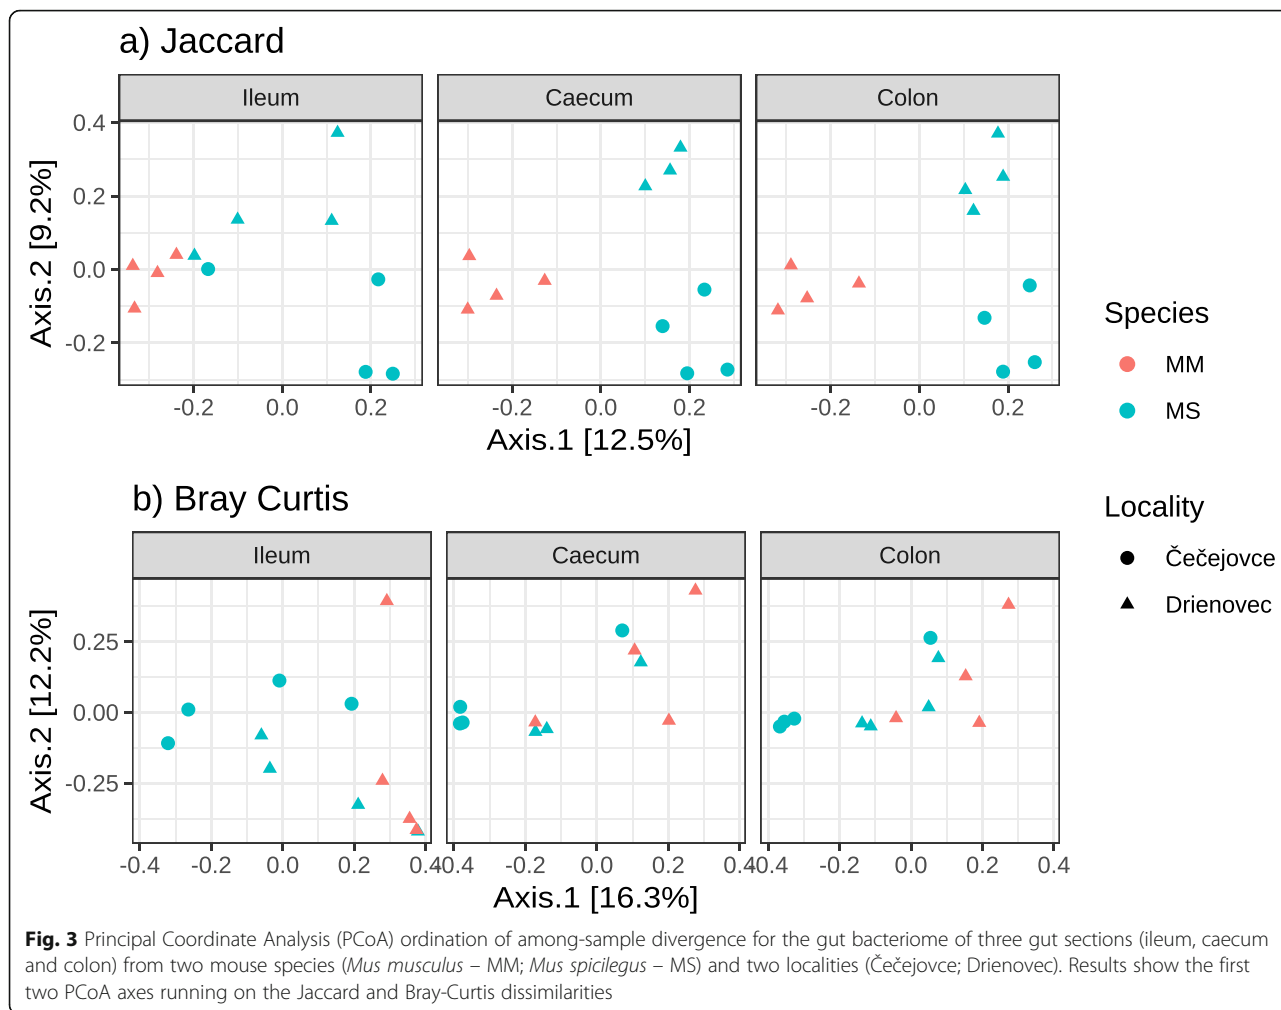 a) Jaccard
Ileum
Caecum
Colon
Axis.2 [9.2%]
0.4
0.2
0.0
-0.2
-0.2 0.0 0.2
-0.2 0.0 0.2
-0.2 0.0 0.2
Axis.1 [12.5%]
Species
MM
MS
b) Bray Curtis
Locality
Čečejovce
Drienovec
Ileum
Caecum
Colon
Axis.2 [12.2%]
0.25
0.00
-0.25
-0.4 -0.2 0.0 0.2 0.4
-0.4 -0.2 0.0 0.2 0.4
-0.4 -0.2 0.0 0.2 0.4
Axis.1 [16.3%]
Fig. 3 Principal Coordinate Analysis (PCoA) ordination of among-sample divergence for the gut bacteriome of three gut sections (ileum, caecum
and colon) from two mouse species (Mus musculus – MM; Mus spicilegus – MS) and two localities (Čečejovce; Drienovec). Results show the first
two PCoA axes running on the Jaccard and Bray-Curtis dissimilarities